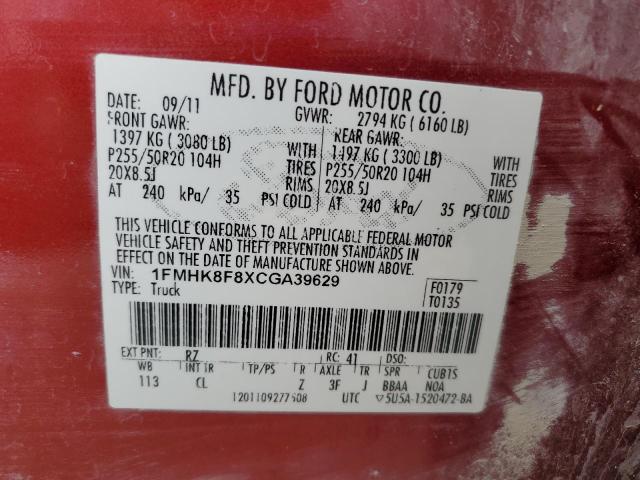 MFD. BY FORD MOTOR CO.
DATE: 09/11 GVWR: 2794 KG ( 6160 LB)
FRONT GAWR: REAR GAWR:
1397 KG ( 3080 LB) WITH 1497 KG ( 3300 LB) WITH
P255/50R20 104H TIRES P255/50R20 104H TIRES
20X8.5J RIMS 20X8.5J RIMS
AT 240 kPa/ 35 PSI COLD AT 240 kPa/ 35 PSI COLD
THIS VEHICLE CONFORMS TO ALL APPLICABLE FEDERAL MOTOR
VEHICLE SAFETY AND THEFT PREVENTION STANDARDS IN
EFFECT ON THE DATE OF MANUFACTURE SHOWN ABOVE.
VIN: 1FMHK8F8XCGA39629 F0179
TYPE: Truck T0135
EXT PNT: RZ RC: 41 DSO:
WB INT TR TP/PS R AXLE TR SPR CUBTS
113 CL Z 3F J BBAA NOA
UTC ▽5U5A-1520472-BA